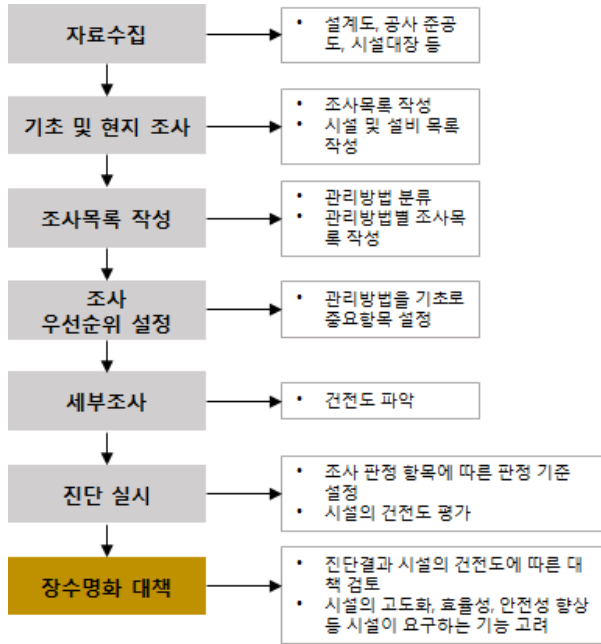 자료수집
• 설계도, 공사 준공
도, 시설대장 등
기초 및 현지 조사
• 조사목록 작성
• 시설 및 설비 목록
작성
조사목록 작성
• 관리방법 분류
• 관리방법별 조사목
록 작성
조사
우선순위 설정
• 관리방법을 기초로
중요항목 설정
세부조사
• 건전도 파악
진단 실시
• 조사 판정 항목에 따른 판정 기준
설정
• 시설의 건전도 평가
장수명화 대책
• 진단결과 시설의 건전도에 따른 대
책 검토
• 시설의 고도화, 효율성, 안전성 향상
등 시설이 요구하는 기능 고려